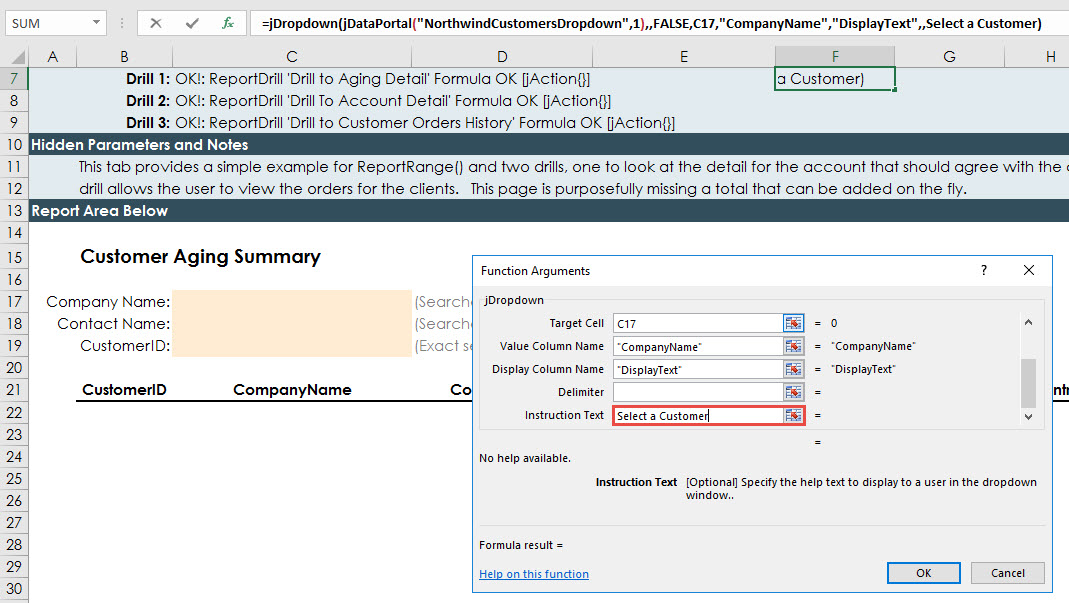 SUM =jDropdown(jDataPortal("NorthwindCustomersDropdown",1),,FALSE,C17,"CompanyName","DisplayText",,Select a Customer)
A B C D E F G H
7 Drill 1: OK!: ReportDrill 'Drill to Aging Detail' Formula OK [jAction{}] a Customer)
8 Drill 2: OK!: ReportDrill 'Drill To Account Detail' Formula OK [jAction{}]
9 Drill 3: OK!: ReportDrill 'Drill to Customer Orders History' Formula OK [jAction{}]
10 Hidden Parameters and Notes
11 This tab provides a simple example for ReportRange() and two drills, one to look at the detail for the account that should agree with the
12 drill allows the user to view the orders for the clients. This page is purposefully missing a total that can be added on the fly.
13 Report Area Below
14
15 Customer Aging Summary
16
17 Company Name: (Search
18 Contact Name: (Search
19 CustomerID: (Exact se
20
21 CustomerID CompanyName Co
22
23
24
25
26
27
28
29
30
Function Arguments ?
jDropdown
Target Cell C17 = 0
Value Column Name "CompanyName" = "CompanyName"
Display Column Name "DisplayText" = "DisplayText"
Delimiter =
Instruction Text Select a Customer =
=
No help available.
Instruction Text [Optional] Specify the help text to display to a user in the dropdown
window..
Formula result =
Help on this function OK Cancel